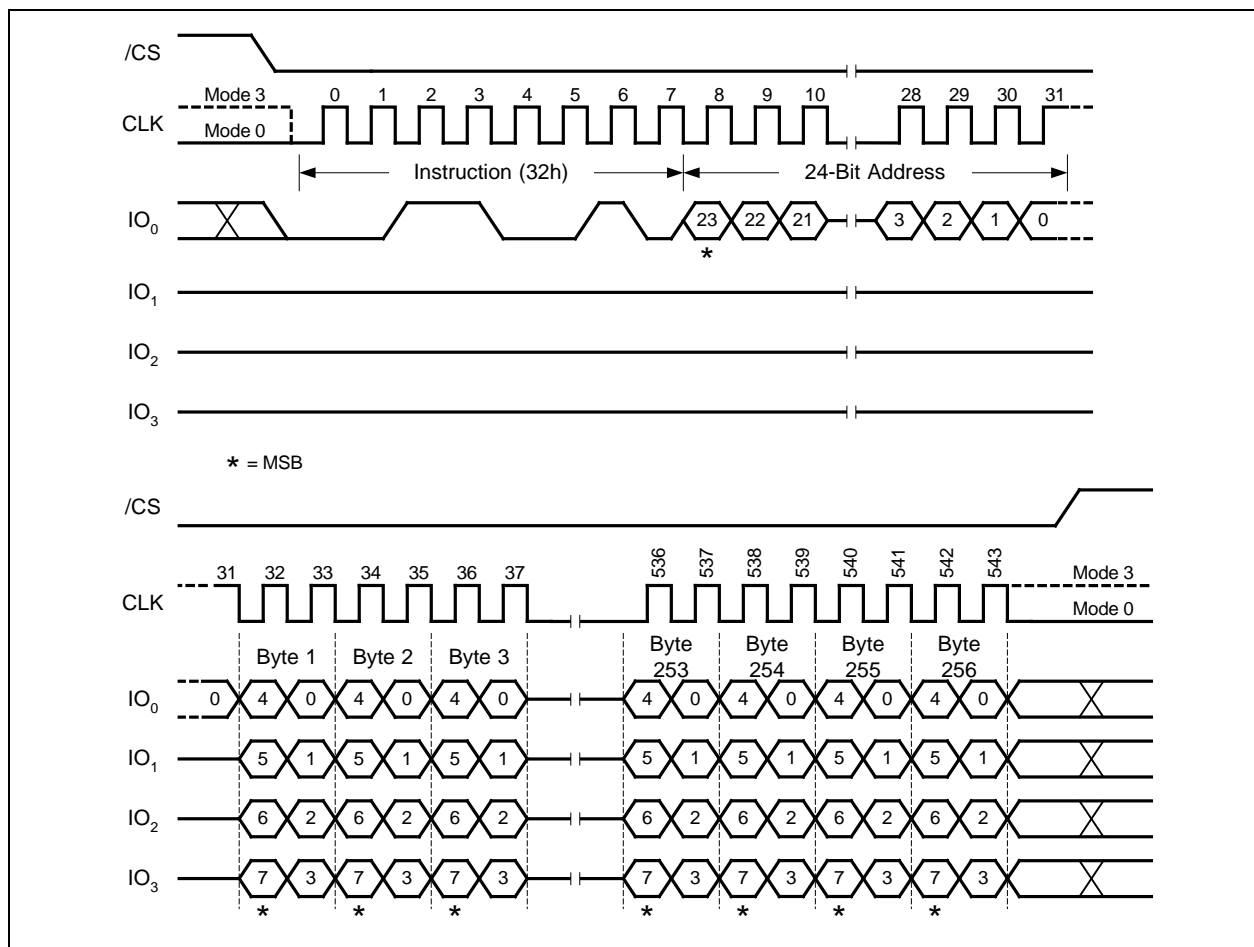 /CS
Mode 3 0 1 2 3 4 5 6 7 8 9 10 28 29 30 31
CLK Mode 0
Instruction (32h) 24-Bit Address
IO0 23 22 21 3 2 1 0
*
IO1
IO2
IO3
* = MSB
/CS
31 32 33 34 35 36 37 536 537 538 539 540 541 542 543 Mode 3
CLK Mode 0
Byte 1 Byte 2 Byte 3 Byte 253 Byte 254 Byte 255 Byte 256
IO0 0 4 0 4 0 4 0 4 0 4 0 4 0 4 0
IO1 5 1 5 1 5 1 5 1 5 1 5 1 5 1
IO2 6 2 6 2 6 2 6 2 6 2 6 2 6 2
IO3 7 3 7 3 7 3 7 3 7 3 7 3 7 3
* * * * * * *